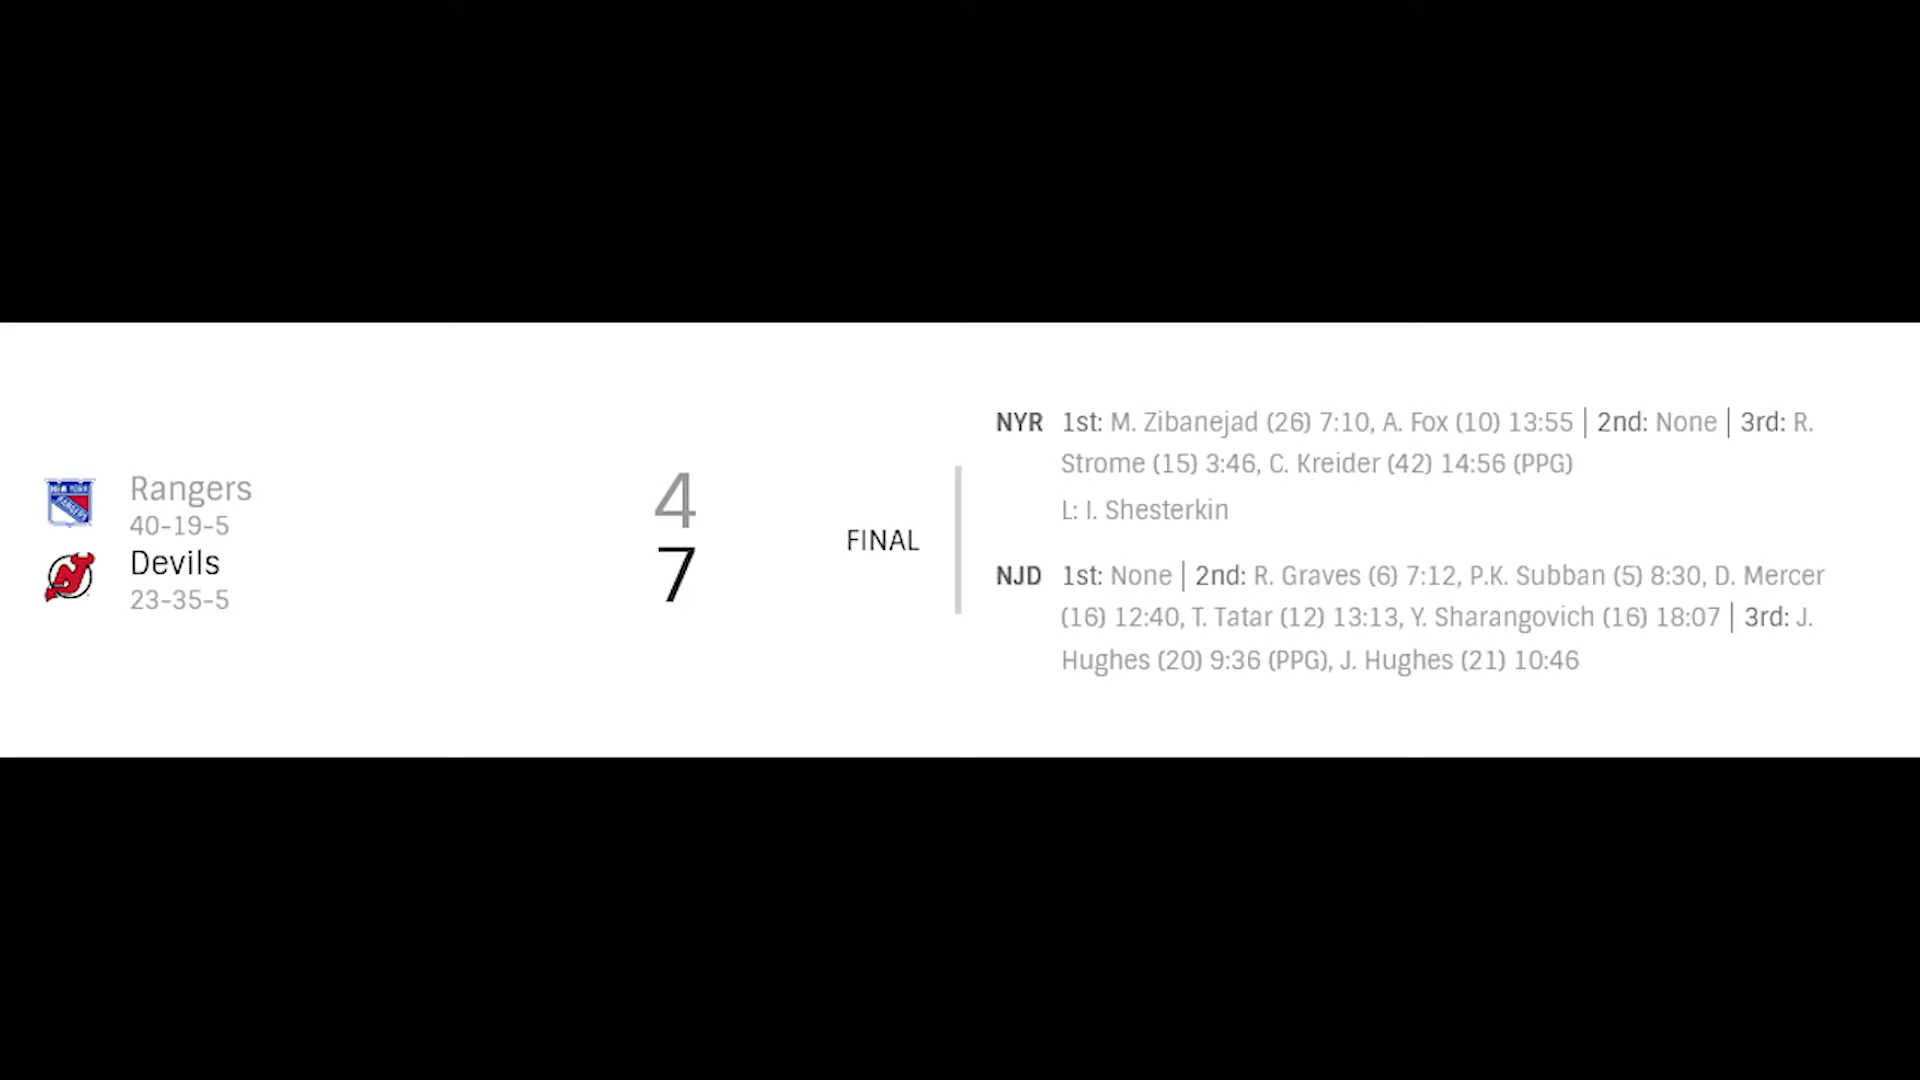 Rangers
40-19-5
4
Devils
23-35-5
7
FINAL
NYR 1st: M. Zibanejad (26) 7:10, A. Fox (10) 13:55 | 2nd: None | 3rd: R.
Strome (15) 3:46, C. Kreider (42) 14:56 (PPG)
L: I. Shesterkin
NJD 1st: None | 2nd: R. Graves (6) 7:12, P.K. Subban (5) 8:30, D. Mercer
(16) 12:40, T. Tatar (12) 13:13, Y. Sharangovich (16) 18:07 | 3rd: J.
Hughes (20) 9:36 (PPG), J. Hughes (21) 10:46